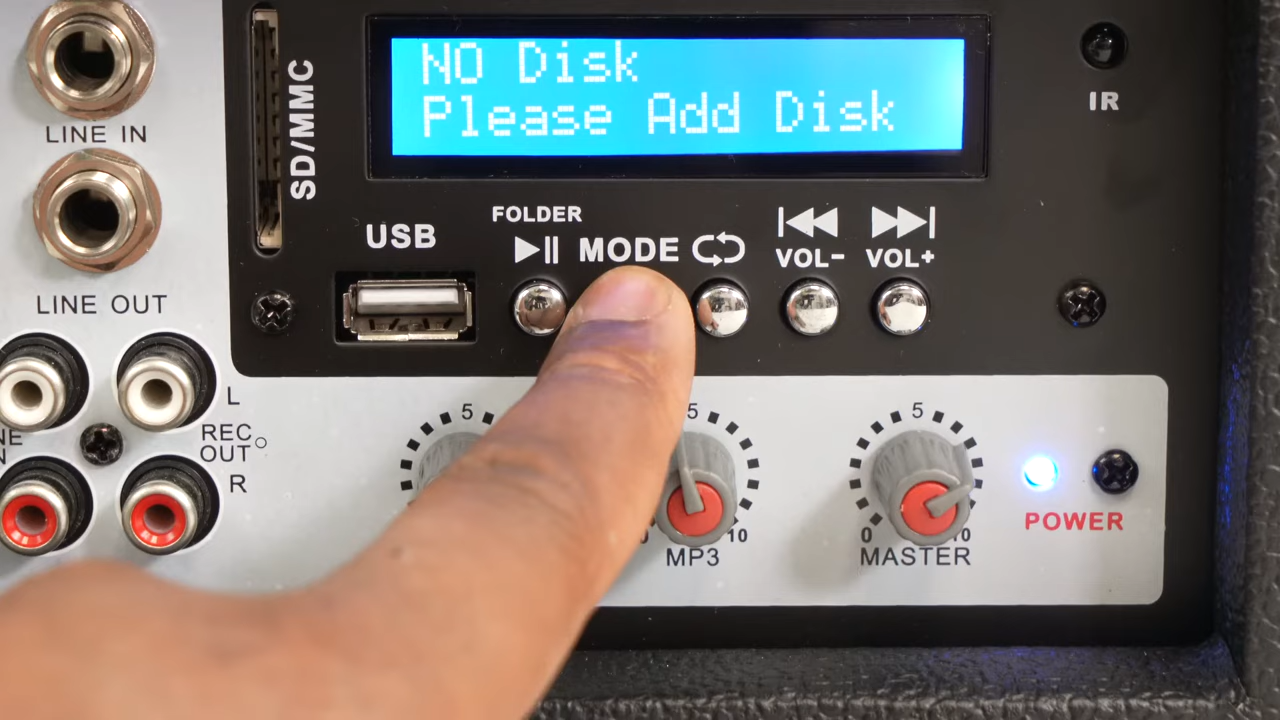 NO Disk
Please Add Disk
LINE IN
SD/MMC
IR
FOLDER
USB
MODE
VOL-
VOL+
LINE OUT
L
REC
OUT
R
5
5
5
10
0
10
MP3
MASTER
POWER